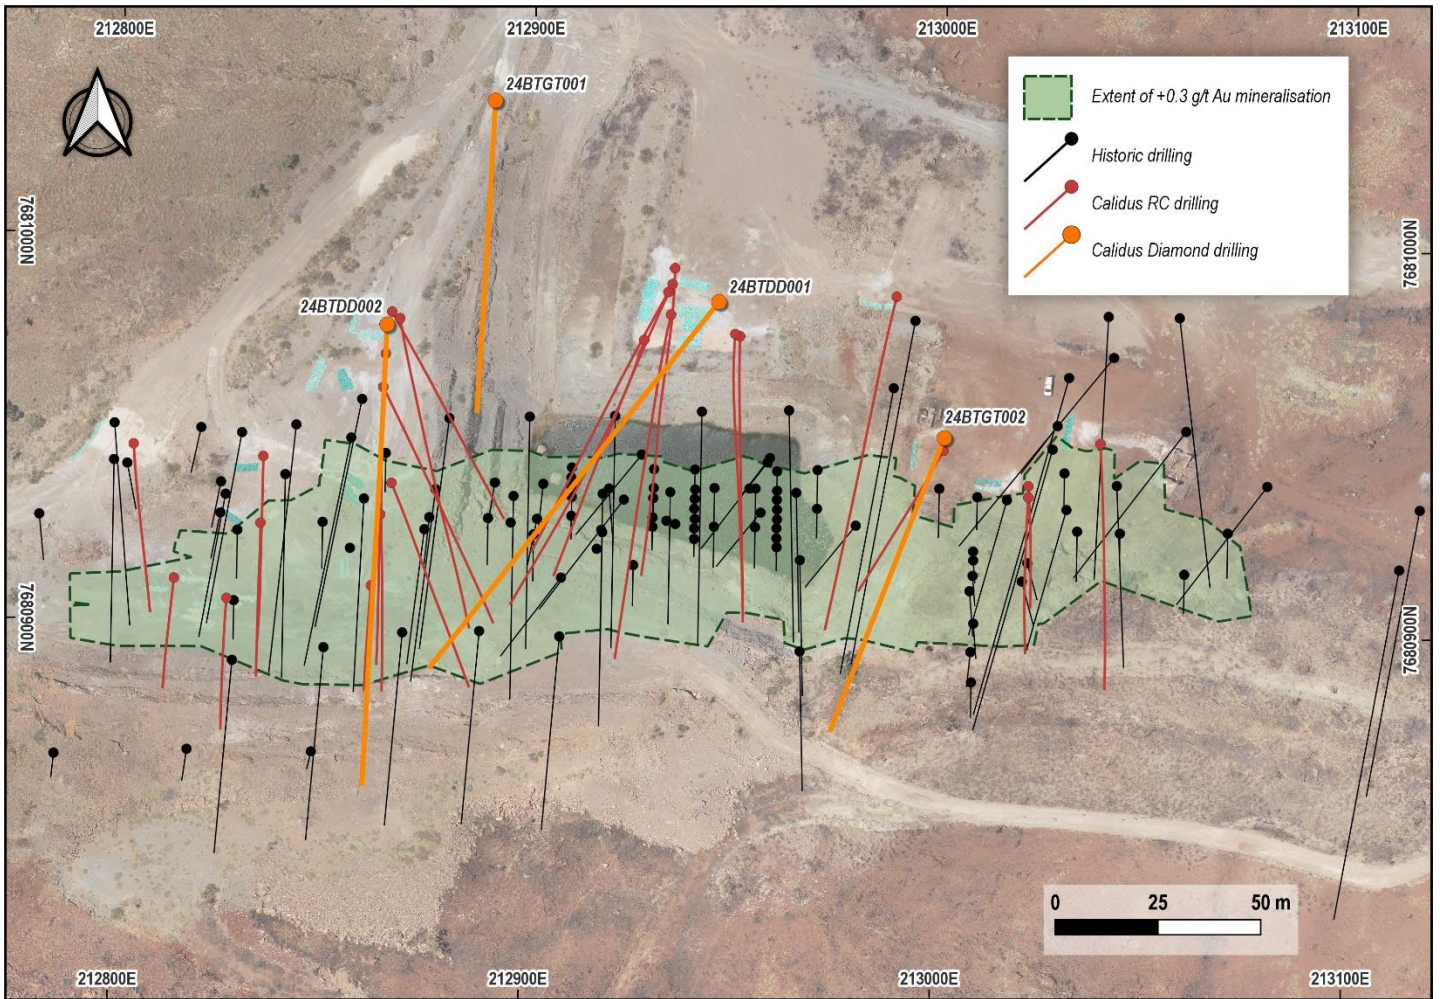 212800E
212900E
213000E
213100E
24BTGT001
Extent of +0.3 g/t Au mineralisation
Historic drilling
Calidus RC drilling
Calidus Diamond drilling
7681000N
7681000N
24BTDD002
24BTDD001
24BTGT002
7680900N
7680900N
0 25 50 m
212800E
212900E
213000E
213100E